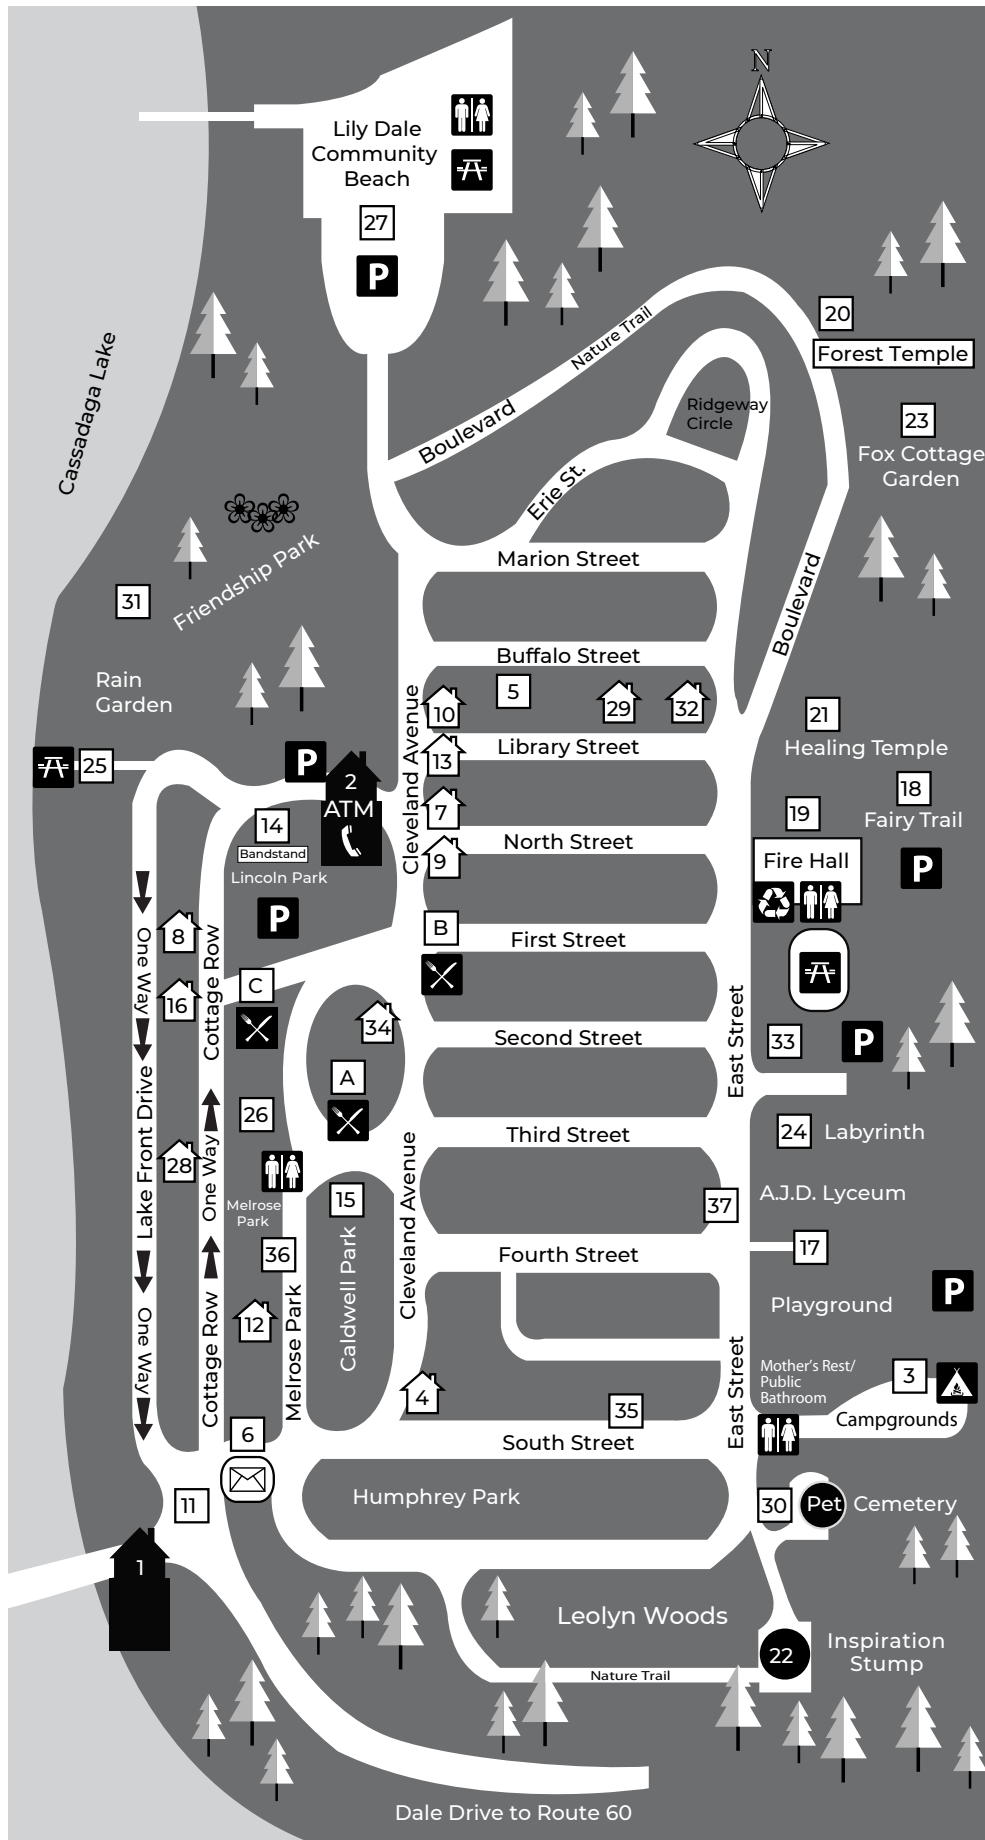 N
Lily Dale
Community
Beach
27
P
Nature Trail
20
Forest Temple
Cassadaga Lake
Boulevard
Ridgeway
Circle
23
Fox Cottage
Garden
Erie St.
Friendship Park
Marion Street
31
Boulevard
Buffalo Street
Rain
Garden
5
29
32
10
21
Cleveland Avenue
Library Street
Healing Temple
25
P
13
2
ATM
18
Fairy Trail
7
19
14
Bandstand
North Street
Fire Hall
9
P
Lincoln Park
P
8
B
First Street
One Way
Cottage Row
C
16
34
Second Street
East Street
33
P
A
26
Lake Front Drive
One Way
28
Third Street
24
Labyrinth
Melrose
Park
15
37
A.J.D. Lyceum
Cleveland Avenue
36
Fourth Street
17
Caldwell Park
Melrose Park
12
Playground
P
One Way
Cottage Row
East Street
Mother's Rest/
Public
Bathroom
3
4
35
Campgrounds
6
South Street
11
Humphrey Park
30
Pet
Cemetery
1
Leolyn Woods
22
Inspiration
Stump
Nature Trail
Dale Drive to Route 60